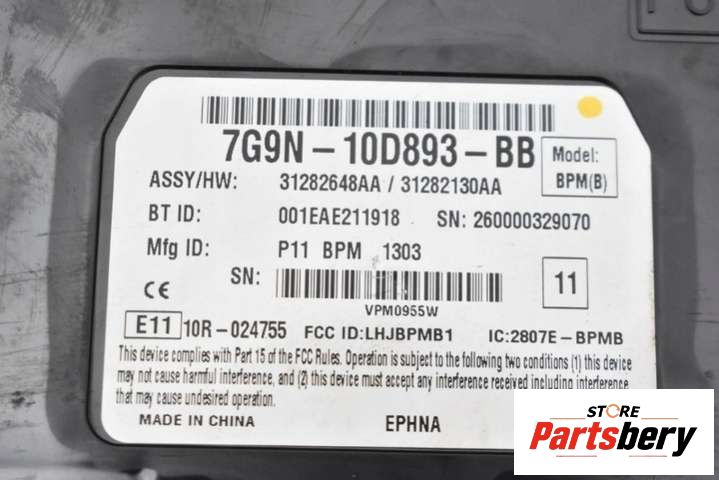 7G9N-10D893-BB
Model:
BPM(B)
ASSY/HW: 31282648AA / 31282130AA
BT ID: 001EAE211918 SN: 260000329070
Mfg ID: P11 BPM 1303
SN:
VPM0955W
11
CE
E11 10R-024755 FCC ID:LHJBPMB1 IC:2807E-BPMB
This device complies with Part 15 of the FCC Rules. Operation is subject to the following two conditions (1) this device
may not cause harmful interference, and (2) this device must accept any interference received including interference
that may cause undesired operation.
MADE IN CHINA EPHNA
STORE
Partsbery